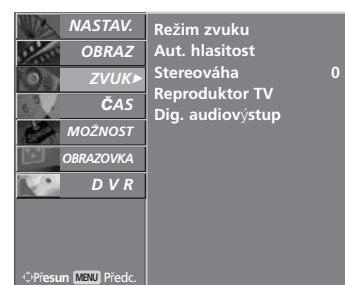 NASTAV.
OBRAZ
ZVUK►
ČAS
MOŽNOST
OBRAZOVKA
D V R
Režim zvuku
Aut. hlasitost
Stereováha 0
Reproduktor TV
Dig. audiovýstup
Přesun MENU Předc.